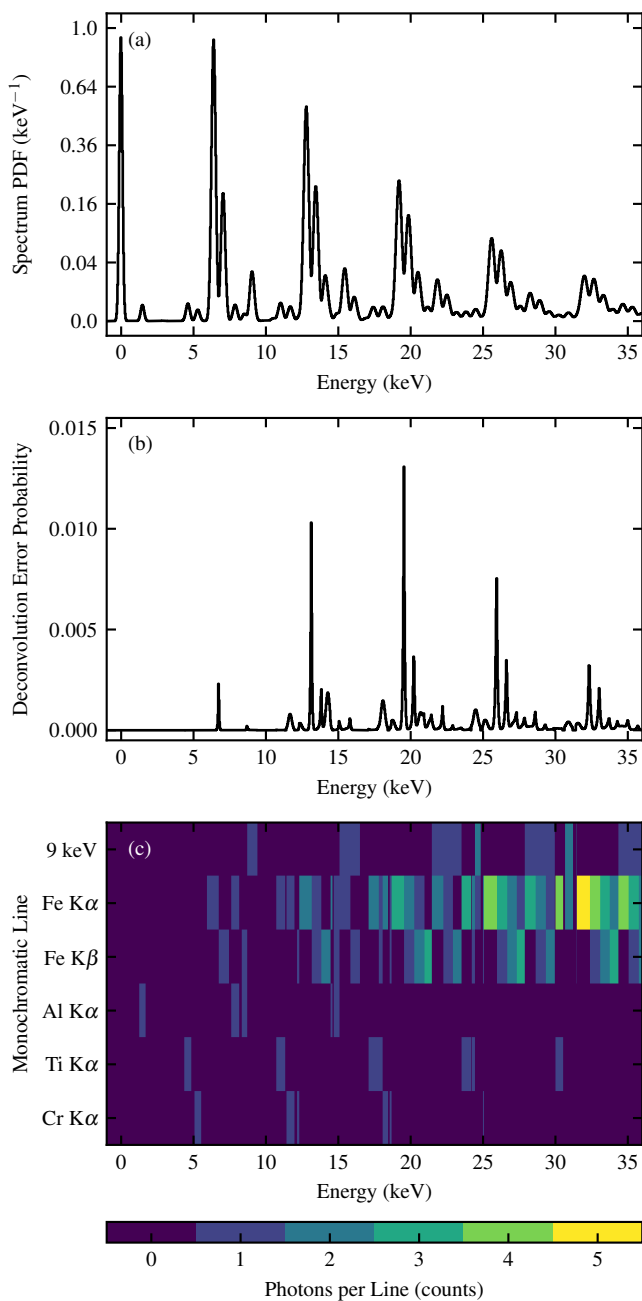 (a)
Spectrum PDF (keV⁻¹)
1.0
0.64
0.36
0.16
0.04
0.0
0 5 10 15 20 25 30 35
Energy (keV)
(b)
Deconvolution Error Probability
0.015
0.010
0.005
0.000
0 5 10 15 20 25 30 35
Energy (keV)
(c)
Monochromatic Line
9 keV
Fe Kα
Fe Kβ
Al Kα
Ti Kα
Cr Kα
0 5 10 15 20 25 30 35
Energy (keV)
0 1 2 3 4 5
Photons per Line (counts)